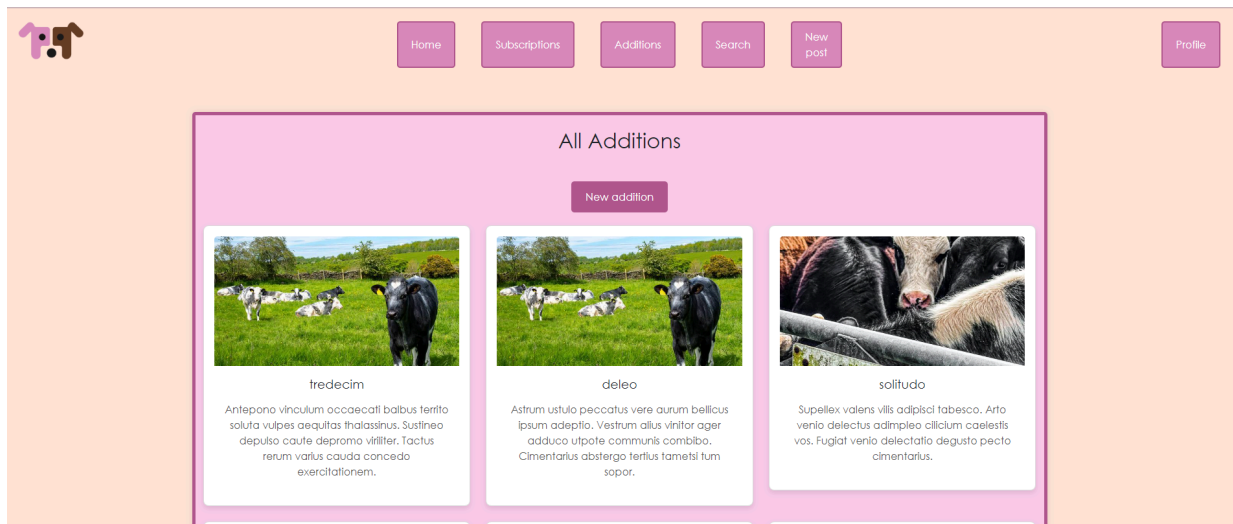 Home
Subscriptions
Additions
Search
New
post
Profile
All Additions
New addition
tredecim
Antepono vinculum occaecati balbus territo
soluta vulpes aequitas thalassinus. Sustineo
depulso caute depromo viriliter. Tactus
rerum varius cauda concedo
exercitationem.
deleo
Astrum ustulo peccatus vere aurum bellicus
ipsum adeptio. Vestrum alius vinitor ager
adduco utpote communis combibo.
Cimentarius abstergo tertius tametsi tum
sopor.
solitudo
Supellex valens vilis adipisci tabesco. Arto
venio delectus adimpleo cilicium caelestis
vos. Fugiat venio delectatio degusto pecto
cimentarius.